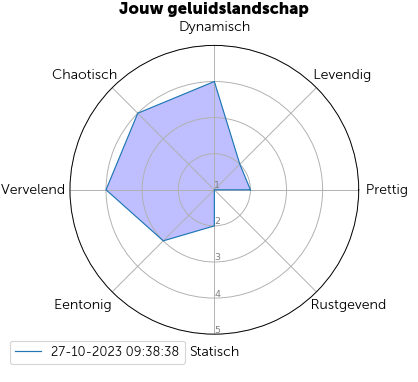 Jouw geluidslandschap
Dynamisch
Chaotisch
Levendig
Vervelend
1
Prettig
2
3
Eentonig
4
Rustgevend
5
27-10-2023 09:38:38
Statisch